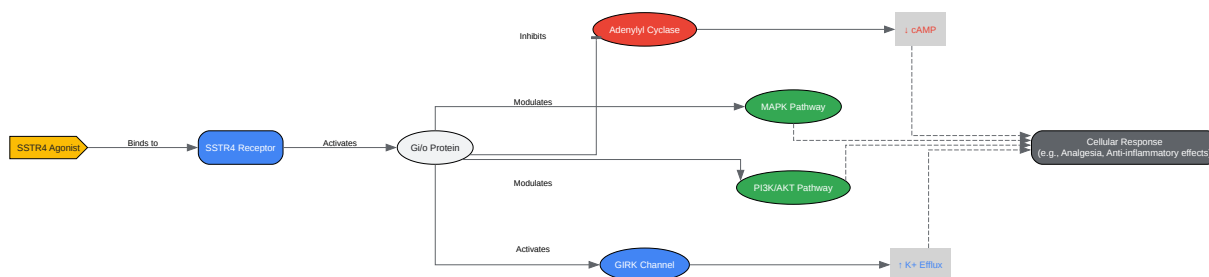 Inhibits
Adenylyl Cyclase
↓ cAMP
Modulates
MAPK Pathway
SSTR4 Agonist
Binds to
SSTR4 Receptor
Activates
Gi/o Protein
Cellular Response
(e.g., Analgesia, Anti-inflammatory effects)
Modulates
PI3K/AKT Pathway
Activates
GIRK Channel
↑ K+ Efflux